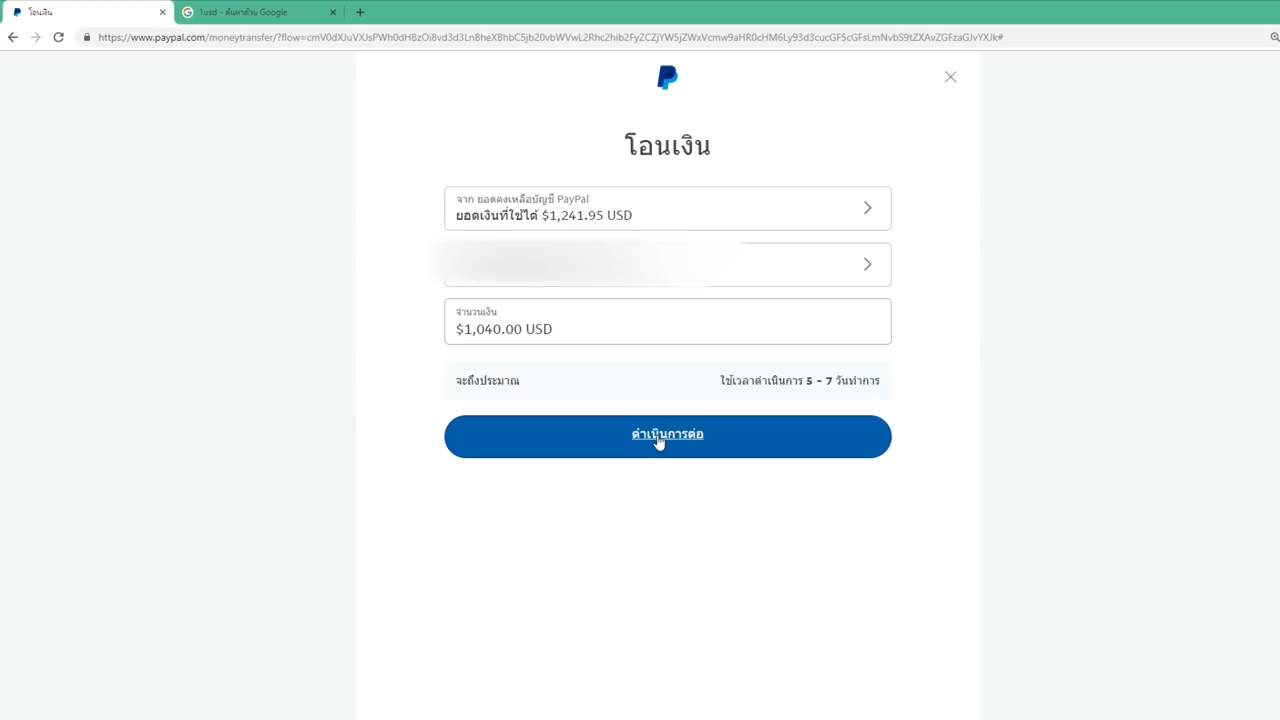 โอนเงิน
1usd - ค้นหาด้วย Google
https://www.paypal.com/moneytransfer/?flow=cmV0dXJuVXJsPWh0dHBzOi8vd3d3LnBheXBhbC5jb20vbWVwL2Rhc2hib2FyZCZjYW5jZWxVcmw9aHR0cHM6Ly93d3cucGF5cGFsLmNvbS9tZXAvZGFzaGJvYXJk#
โอนเงิน
จาก ยอดคงเหลือบัญชี PayPal
ยอดเงินที่ใช้ได้ $1,241.95 USD
จำนวนเงิน
$1,040.00 USD
จะถึงประมาณ ใช้เวลาดำเนินการ 5 - 7 วันทำการ
ดำเนินการต่อ